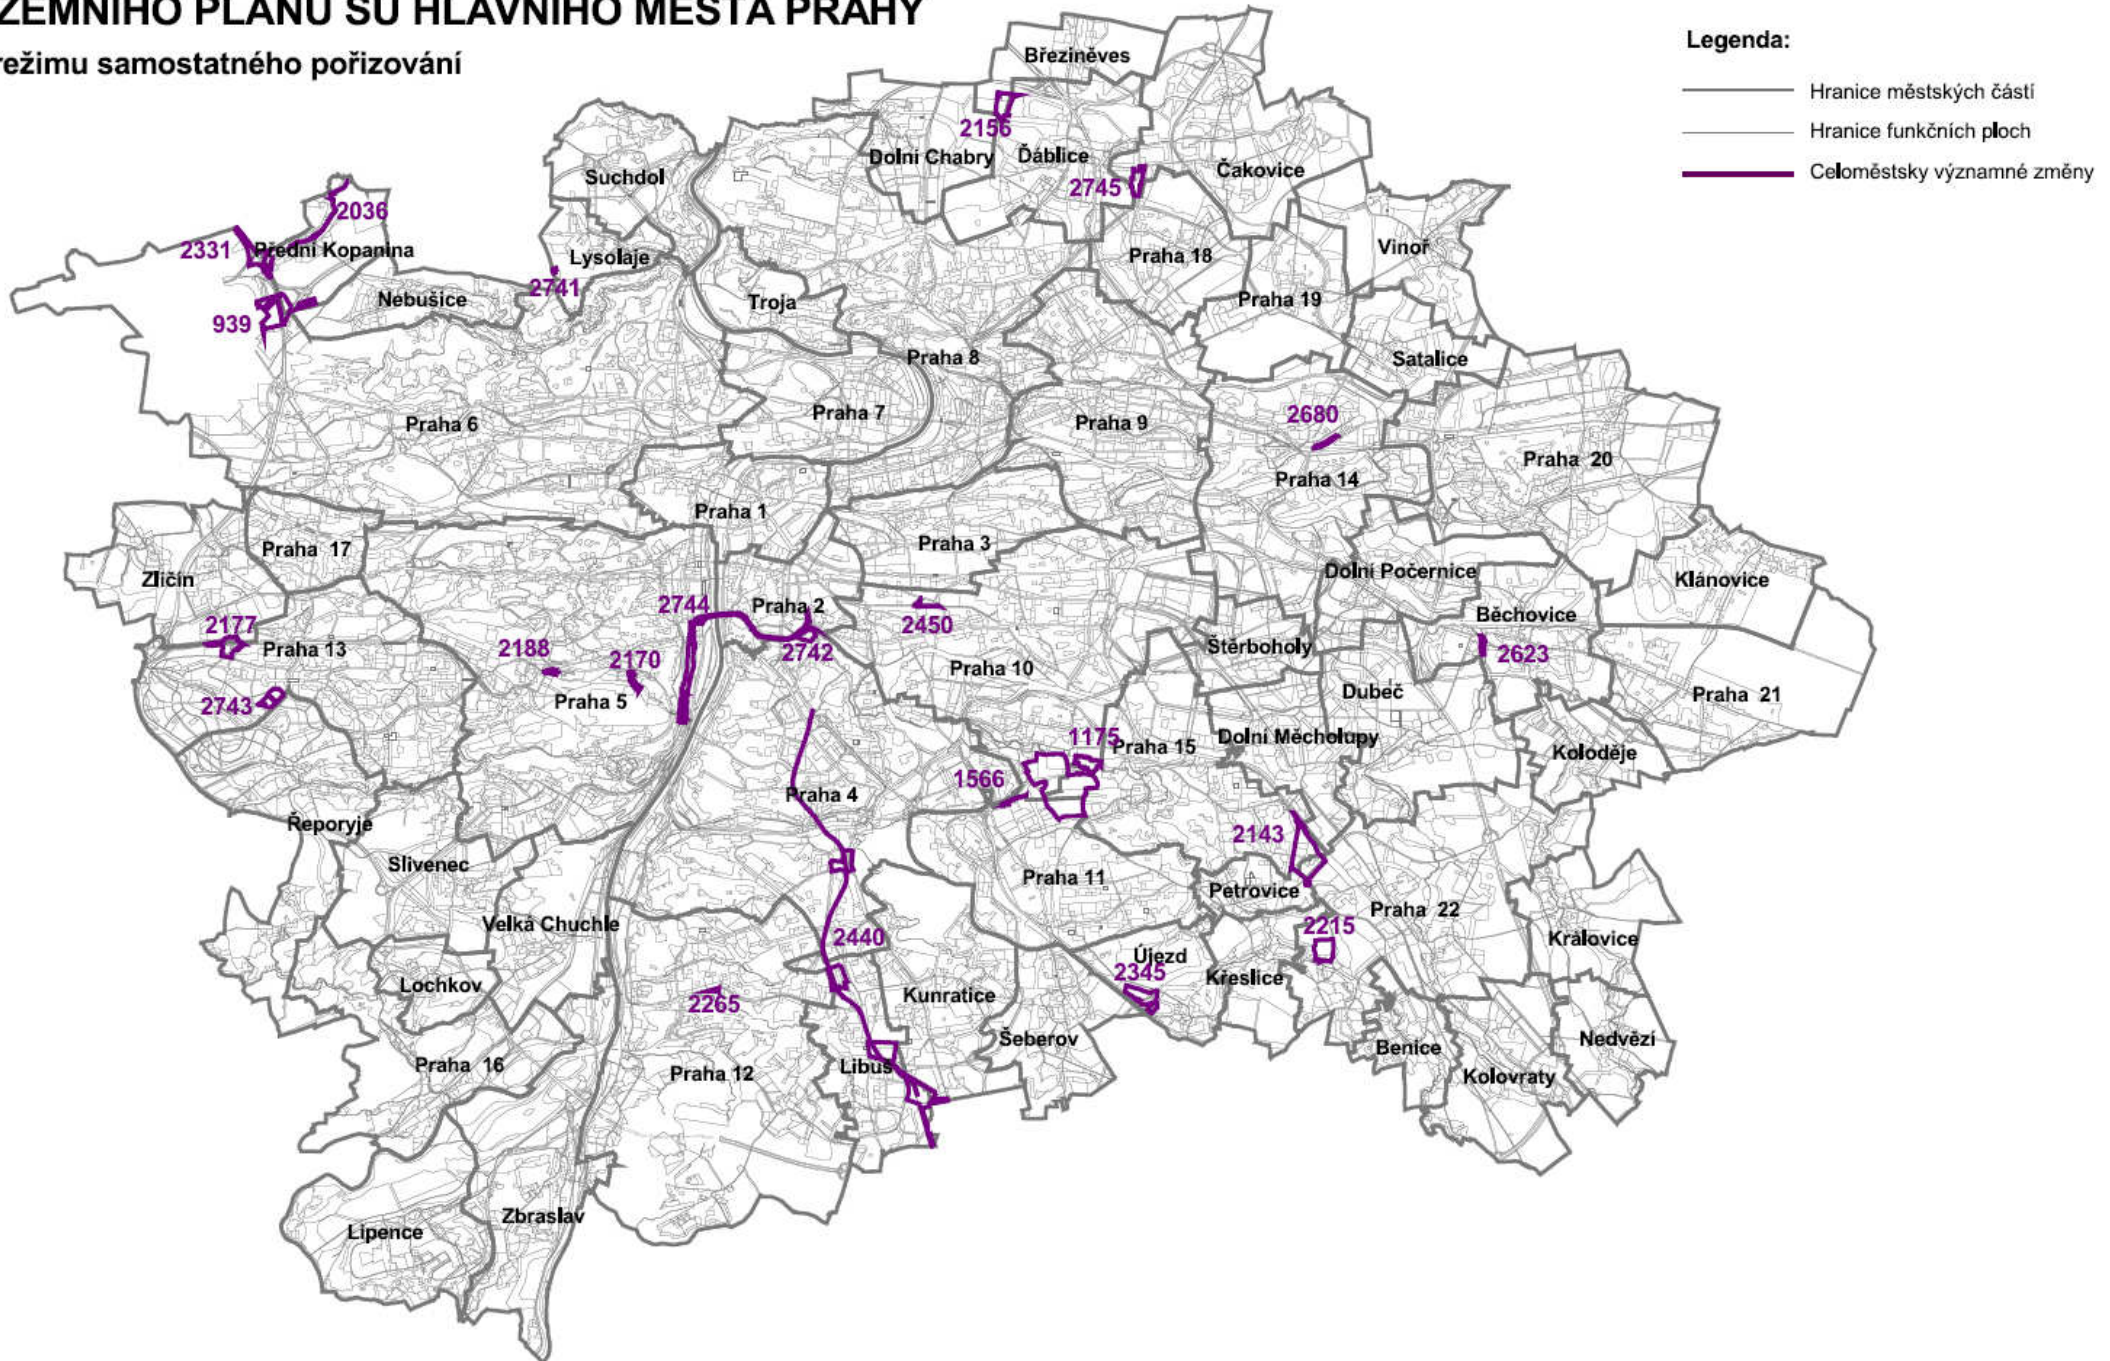 ZEMNÍHO PLÁNU SÚ HLAVNÍHO MĚSTA PRAHY
režimu samostatného pořizování
Legenda:
Hranice městských částí
Hranice funkčních ploch
Celoměstsky významné změny
Březiněves
2156
Dolní Chabry
Ďáblice
2745
Čakovice
Suchdol
2036
2331
Přední Kopanina
Lysolaje
2741
Nebušice
939
Troja
Praha 18
Vinoř
Praha 19
Praha 8
Satalice
Praha 7
Praha 6
Praha 9
2680
Praha 14
Praha 20
Praha 1
Praha 17
Praha 3
Zličín
Dolní Počernice
Klánovice
Běchovice
2744
Praha 2
2450
2177
Praha 13
2188
2170
2742
Štěrboholy
2623
Praha 10
Praha 5
2743
Dubeč
Praha 21
1175
Praha 15
Dolní Měcholupy
Koloděje
1566
Praha 4
Řeporyje
2143
Slivenec
Praha 11
Petrovice
Praha 22
Velká Chuchle
2215
2440
Královice
Újezd
2345
Křeslice
Lochkov
Kunratice
2265
Šeberov
Nedvězí
Benice
Praha 16
Libuš
Praha 12
Kolovraty
Zbraslav
Lipence